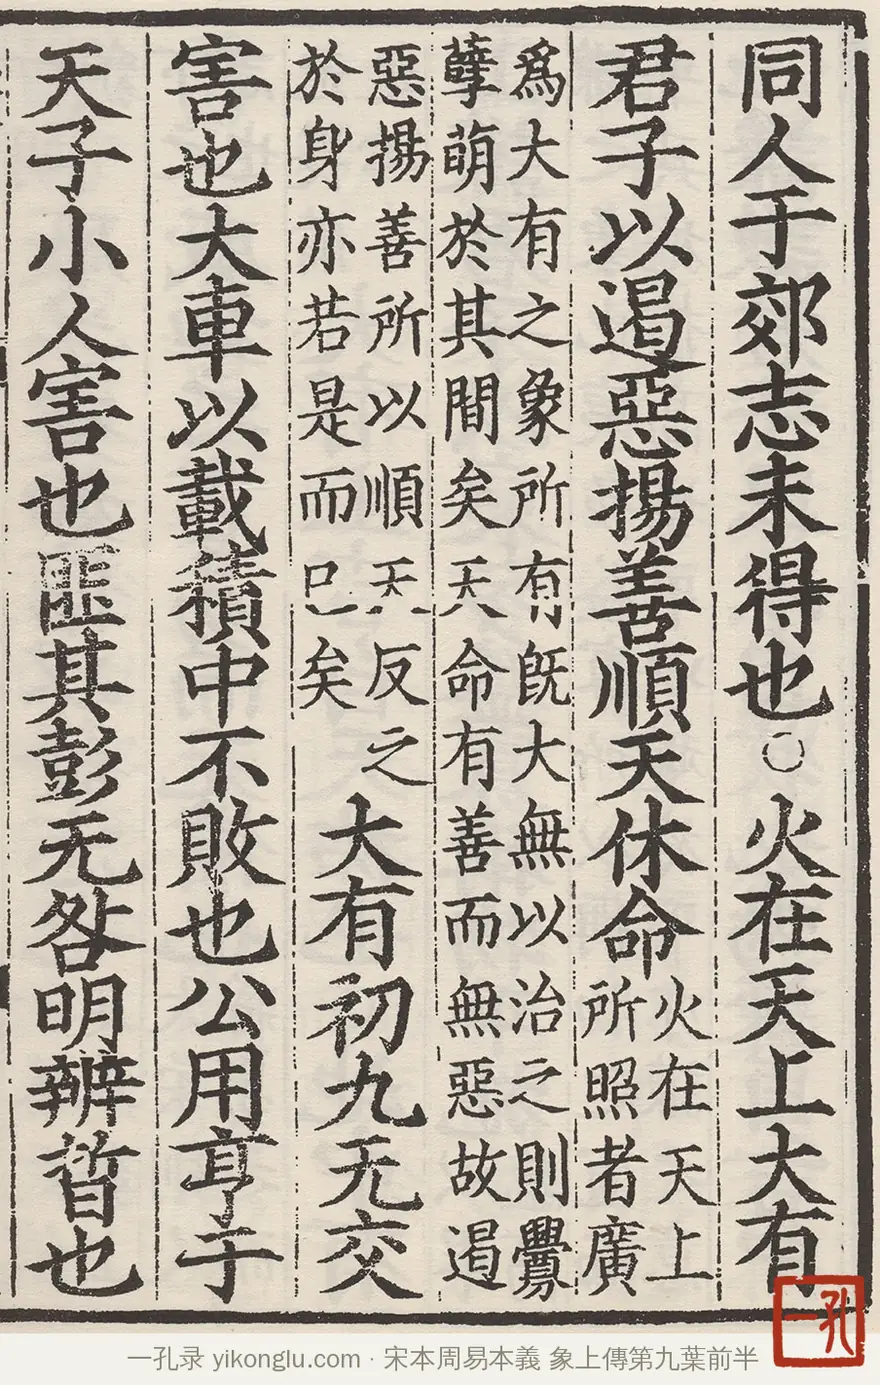 同人于郊志未得也○火在天上大有
君子以遏惡揚善順天休命
火在天上
所照者廣
爲大有之象所有旣大無以治之則釁
孽萌於其間矣天命有善而無惡故遏
惡揚善所以順天反之
於身亦若是而已矣
大有初九无交
害也大車以載積中不敗也公用亨于
天子小人害也匪其彭无咎明辨晳也
一孔
一孔录 yikonglu.com · 宋本周易本義 象上傳第九葉前半